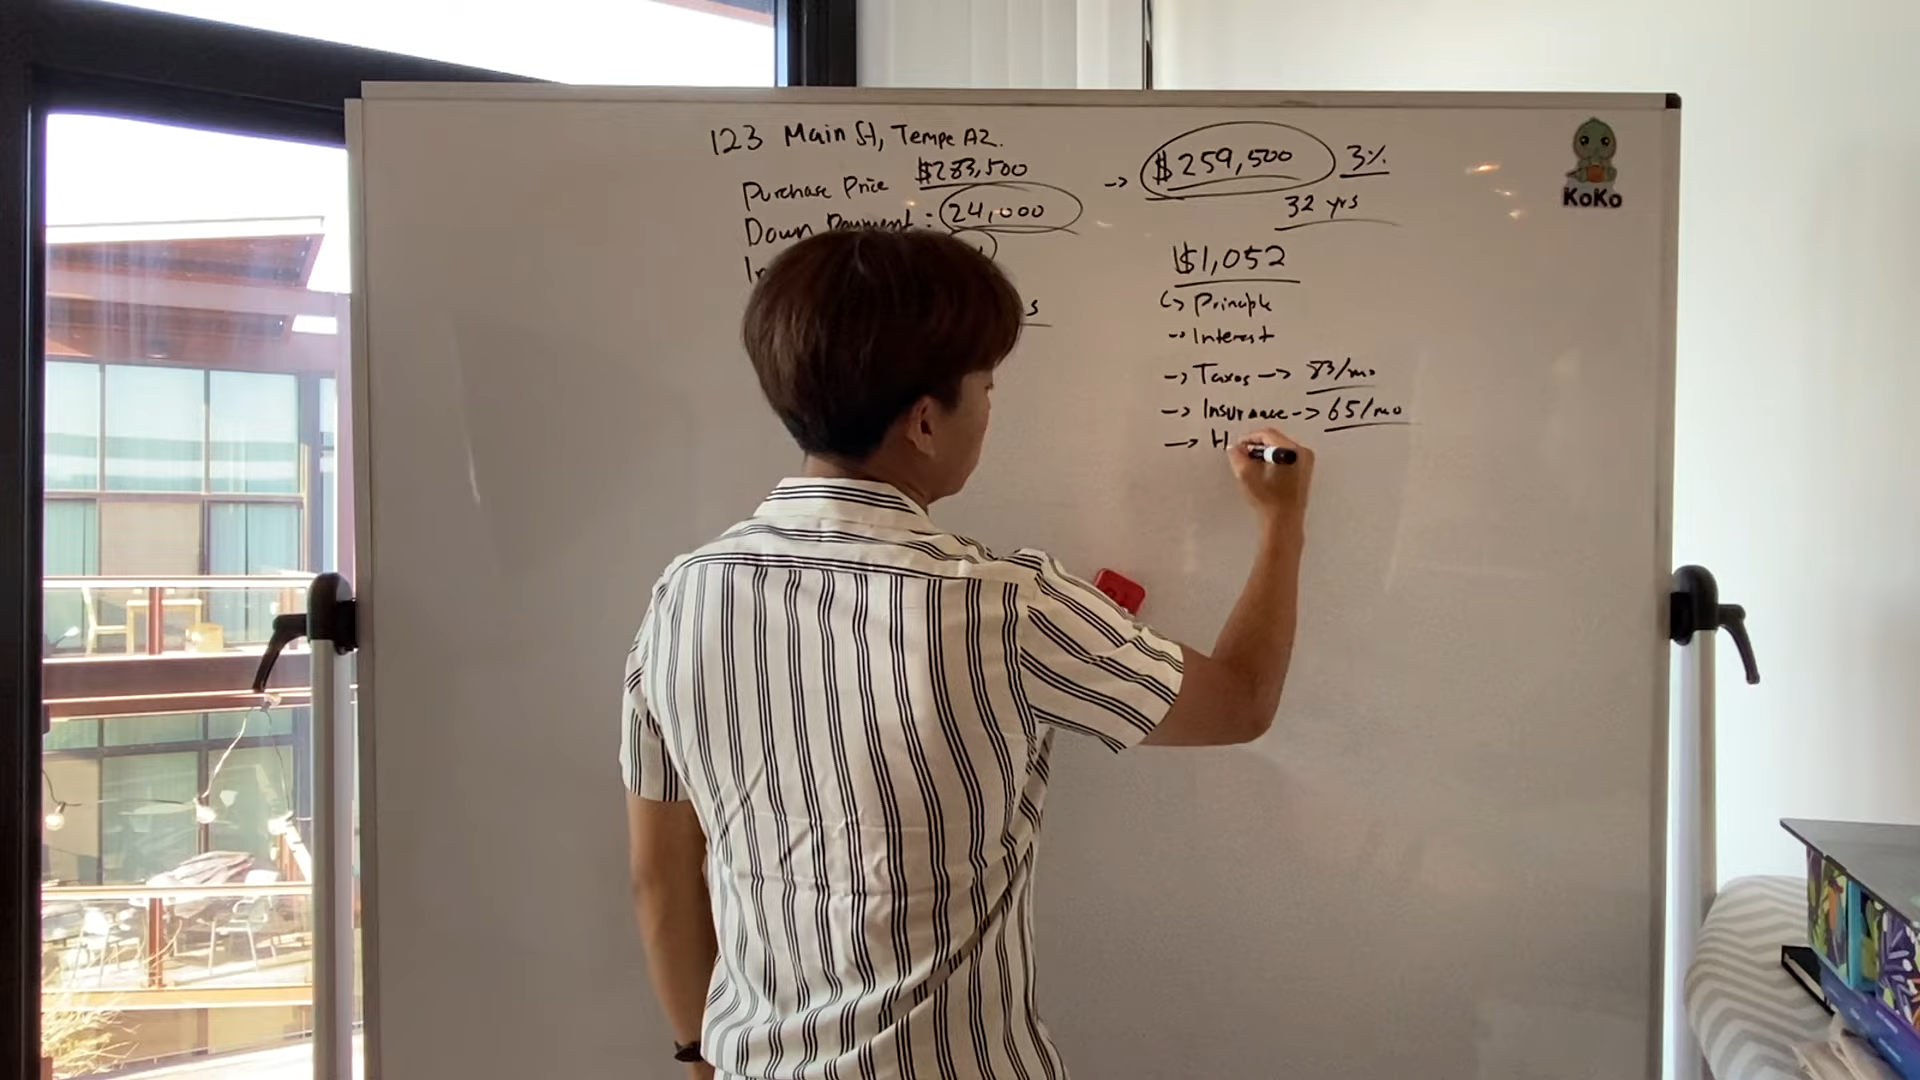 123 Main St, Tempe AZ.
Purchase Price $283,500
Down Payment : 24,000
In
s
-> $259,500 3%
32 yrs
$1,052
↳ Principle
-> Interest
-> Taxes -> 83/mo
-> Insurance -> 65/mo
-> H
KoKo